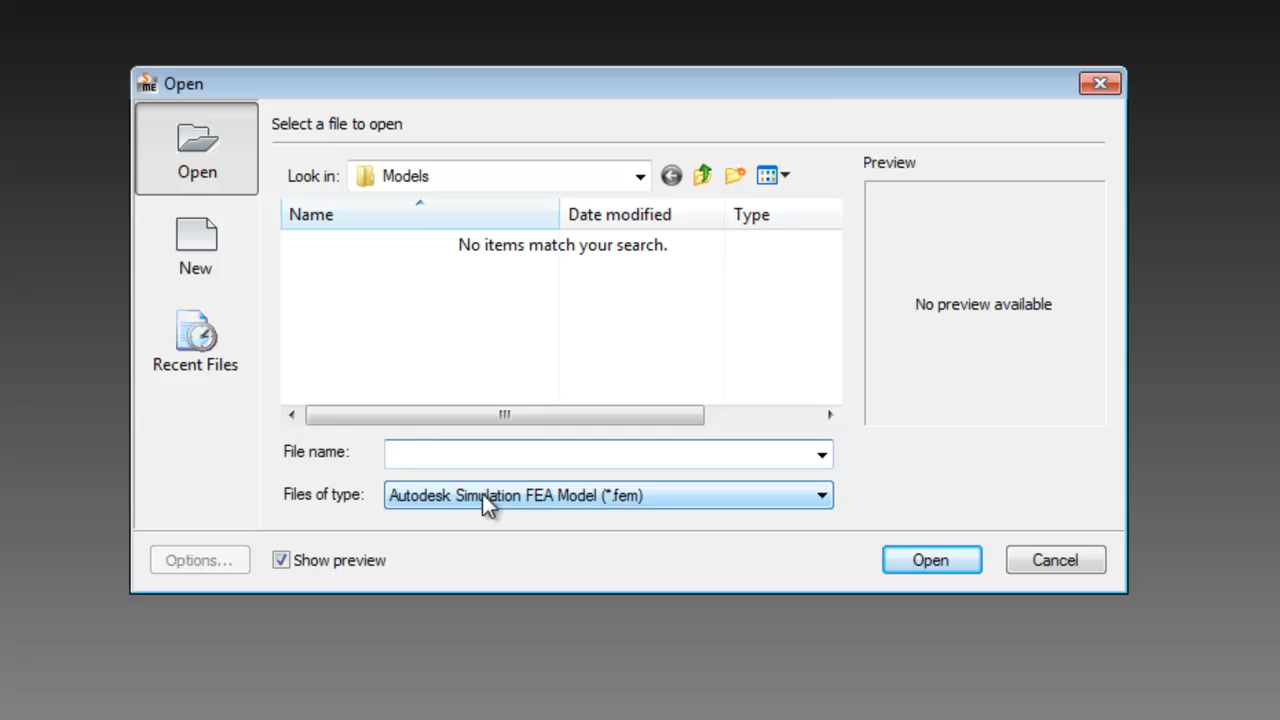 Open
Open
New
Recent Files
Select a file to open
Look in:
Models
Name
Date modified
Type
No items match your search.
Preview
No preview available
File name:
Files of type:
Autodesk Simulation FEA Model (*.fem)
Options...
Show preview
Open
Cancel